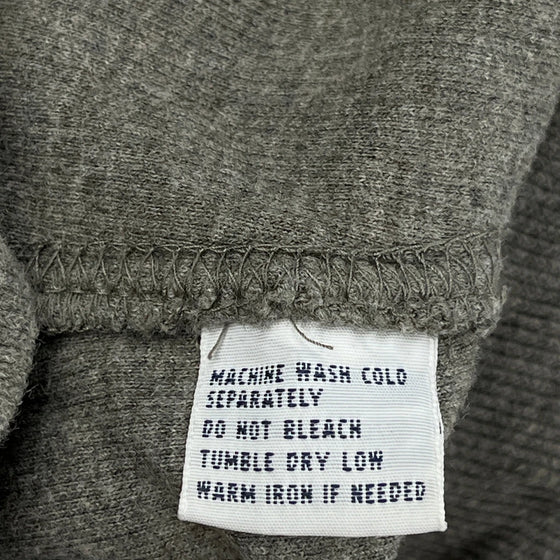 MACHINE WASH COLD
SEPARATELY
DO NOT BLEACH
TUMBLE DRY LOW
WARM IRON IF NEEDED